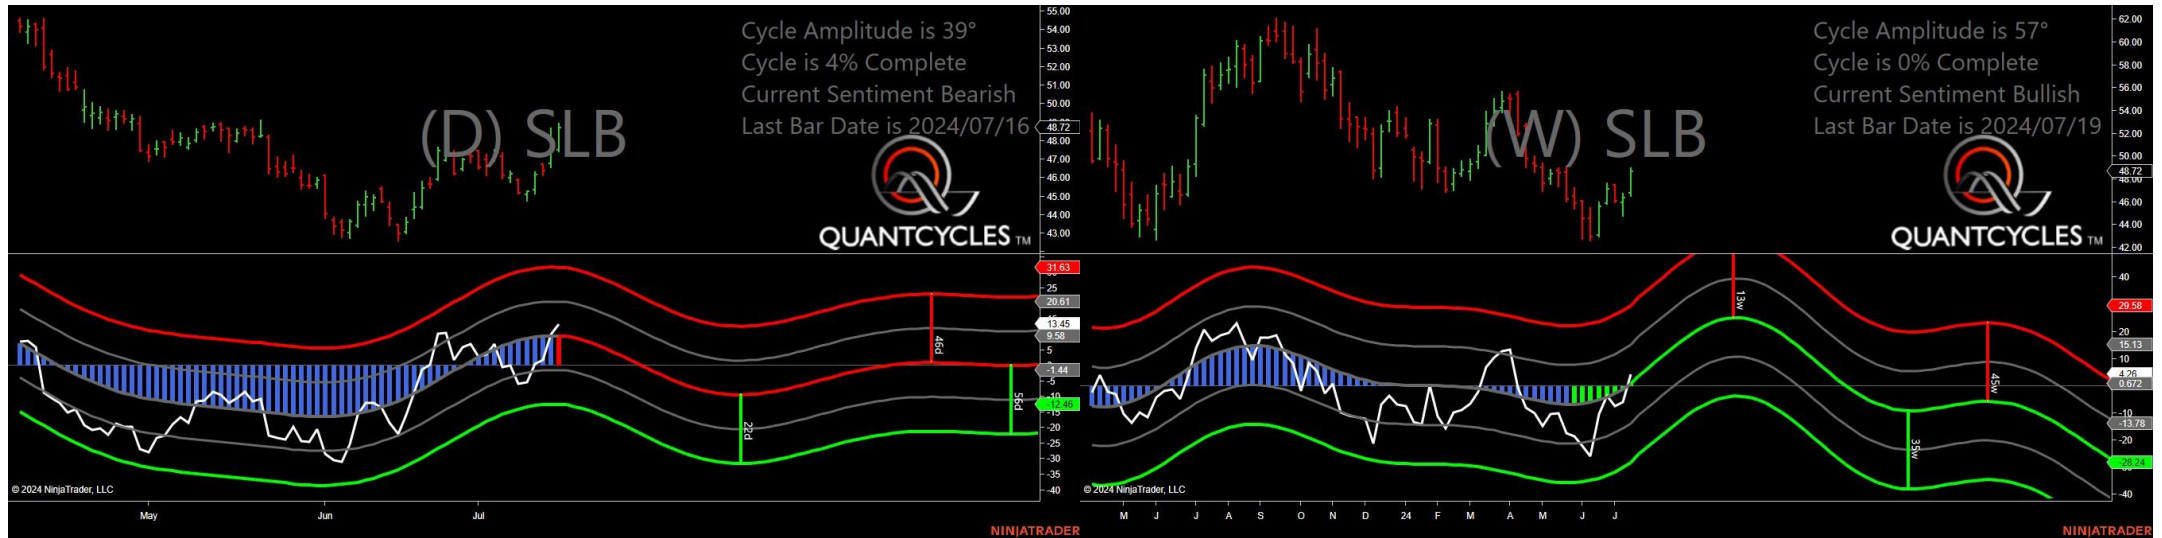 Cycle Amplitude is 39°
Cycle is 4% Complete
Current Sentiment Bearish
Last Bar Date is 2024/07/16
(D) SLB
QUANTCYCLES TM
55.00
54.00
53.00
52.00
51.00
50.00
48.72
48.00
47.00
46.00
45.00
44.00
43.00
31.63
25
20.61
13.45
9.58
5
-1.44
-5
-12.46
-20
-25
-30
-35
-40
46d
22d
56d
© 2024 NinjaTrader, LLC
May Jun Jul
NINJATRADER
Cycle Amplitude is 57°
Cycle is 0% Complete
Current Sentiment Bullish
Last Bar Date is 2024/07/19
(W) SLB
QUANTCYCLES TM
62.00
60.00
58.00
56.00
54.00
52.00
50.00
48.72
46.00
44.00
42.00
40
29.58
20
15.13
10
4.26
0.672
-10
-13.78
-20
-28.24
-40
13w
35w
45w
© 2024 NinjaTrader, LLC
M J J A S O N D 24 F M A M J J
NINJATRADER